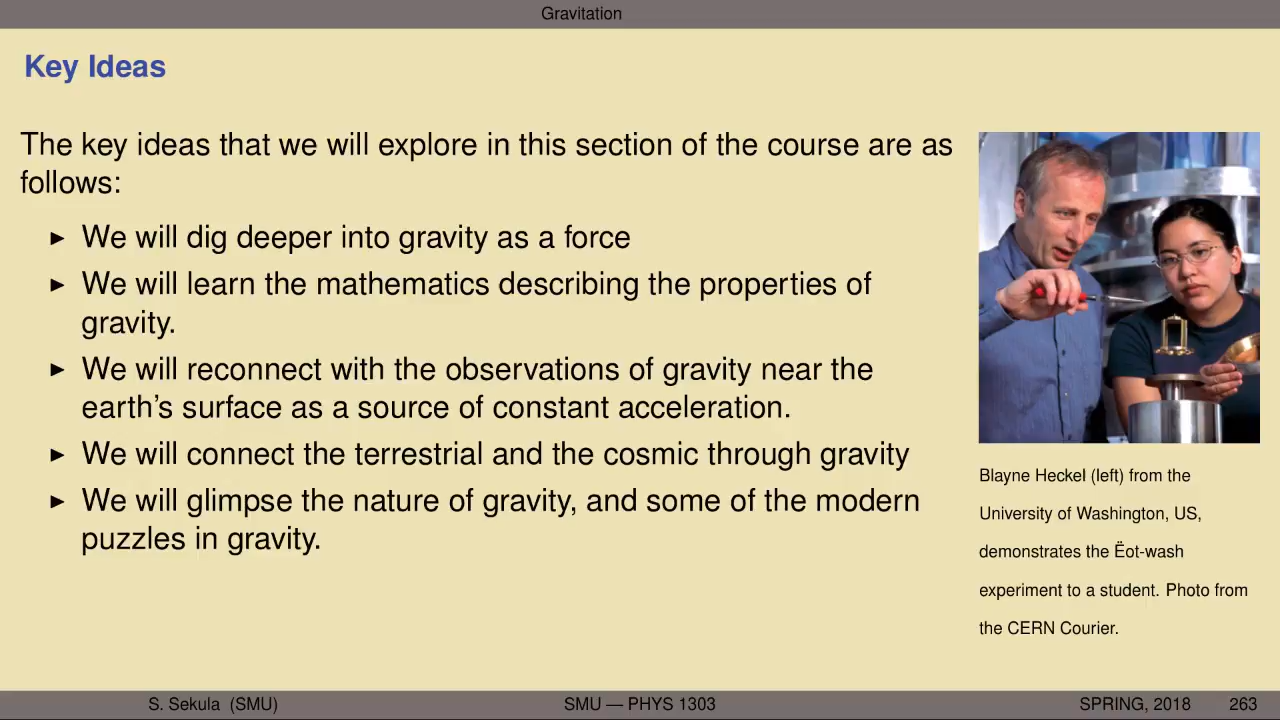 Gravitation
Key Ideas
The key ideas that we will explore in this section of the course are as
follows:
▶ We will dig deeper into gravity as a force
▶ We will learn the mathematics describing the properties of
gravity.
▶ We will reconnect with the observations of gravity near the
earth's surface as a source of constant acceleration.
▶ We will connect the terrestrial and the cosmic through gravity
▶ We will glimpse the nature of gravity, and some of the modern
puzzles in gravity.
Blayne Heckel (left) from the
University of Washington, US,
demonstrates the Ëot-wash
experiment to a student. Photo from
the CERN Courier.
S. Sekula (SMU) SMU — PHYS 1303 SPRING, 2018 263